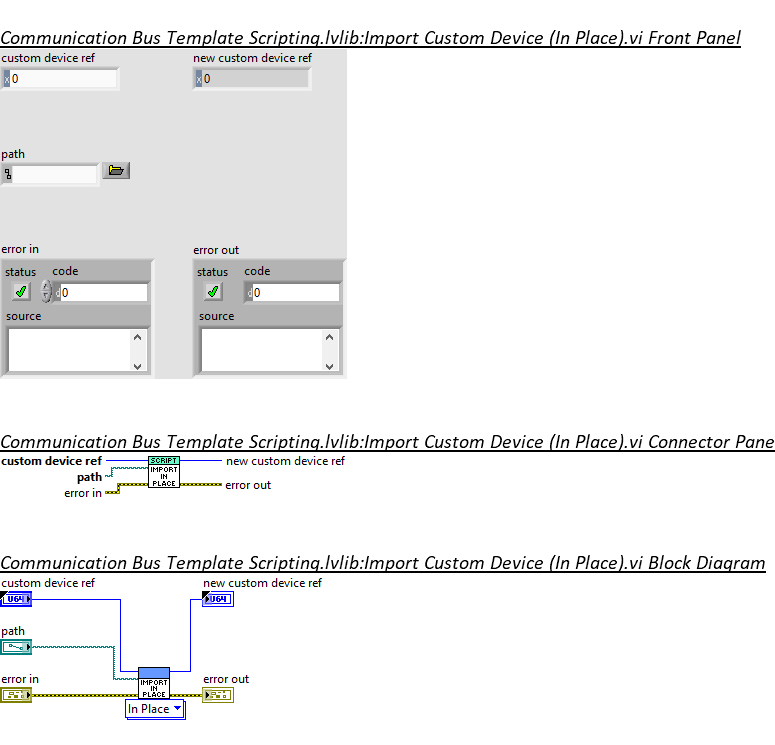 Communication Bus Template Scripting.lvlib:Import Custom Device (In Place).vi Front Panel
custom device ref new custom device ref
x 0 x 0
path
error in error out
status code status code
d 0 d 0
source source
Communication Bus Template Scripting.lvlib:Import Custom Device (In Place).vi Connector Pane
custom device ref new custom device ref
path
error in error out
SCRIPT
IMPORT
IN
PLACE
Communication Bus Template Scripting.lvlib:Import Custom Device (In Place).vi Block Diagram
custom device ref new custom device ref
U64 U64
path
error in error out
IMPORT
IN
PLACE
In Place